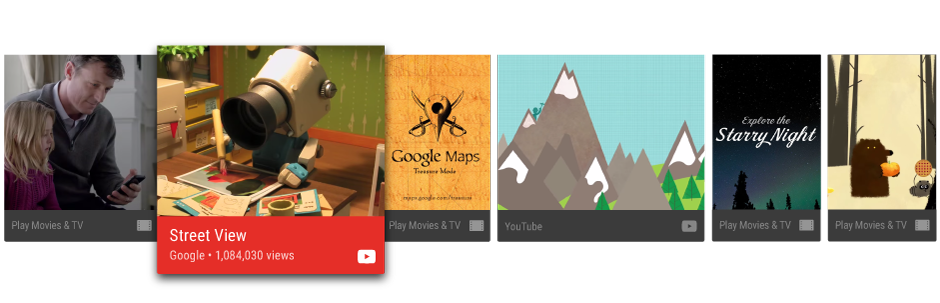 Play Movies & TV
Street View
Google • 1,084,030 views
Google Maps
Treasure Mode
Play Movies & TV
YouTube
Explore the
Starry Night
Play Movies & TV
Play Movies & TV